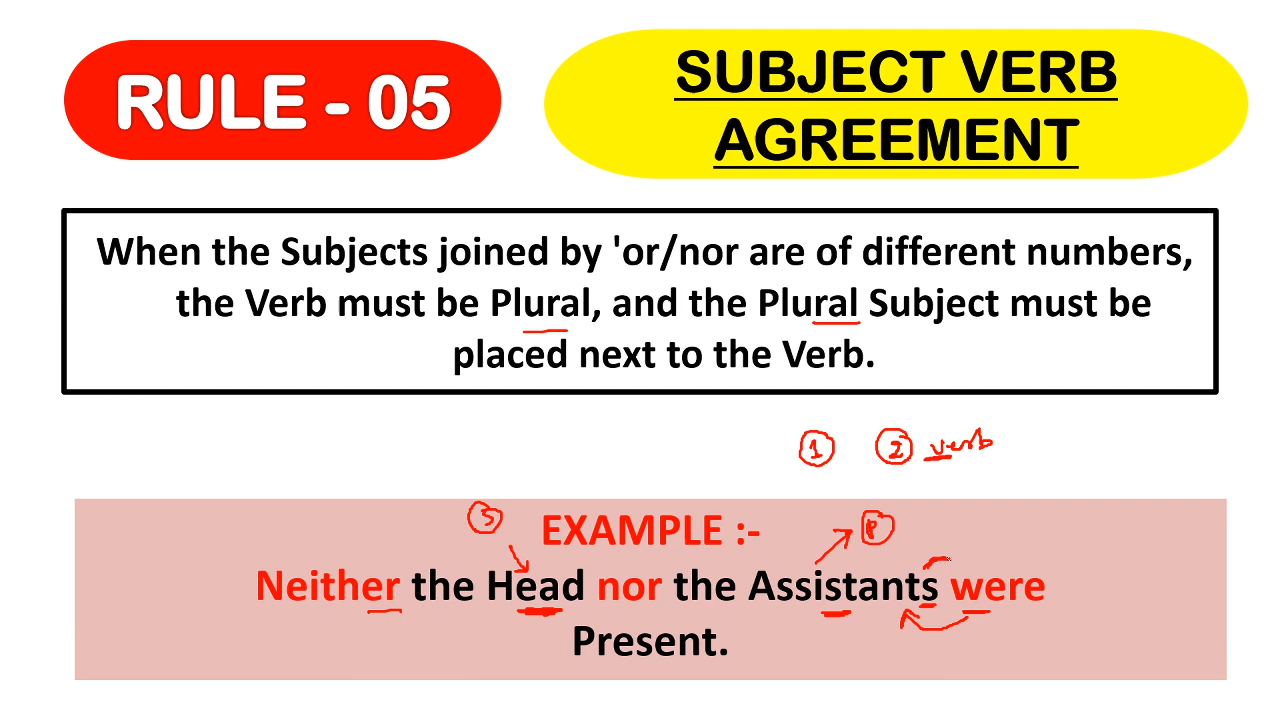 RULE - 05
SUBJECT VERB
AGREEMENT
When the Subjects joined by 'or/nor are of different numbers,
the Verb must be Plural, and the Plural Subject must be
placed next to the Verb.
1 2 verb
S
EXAMPLE :-
P
Neither the Head nor the Assistants were
Present.